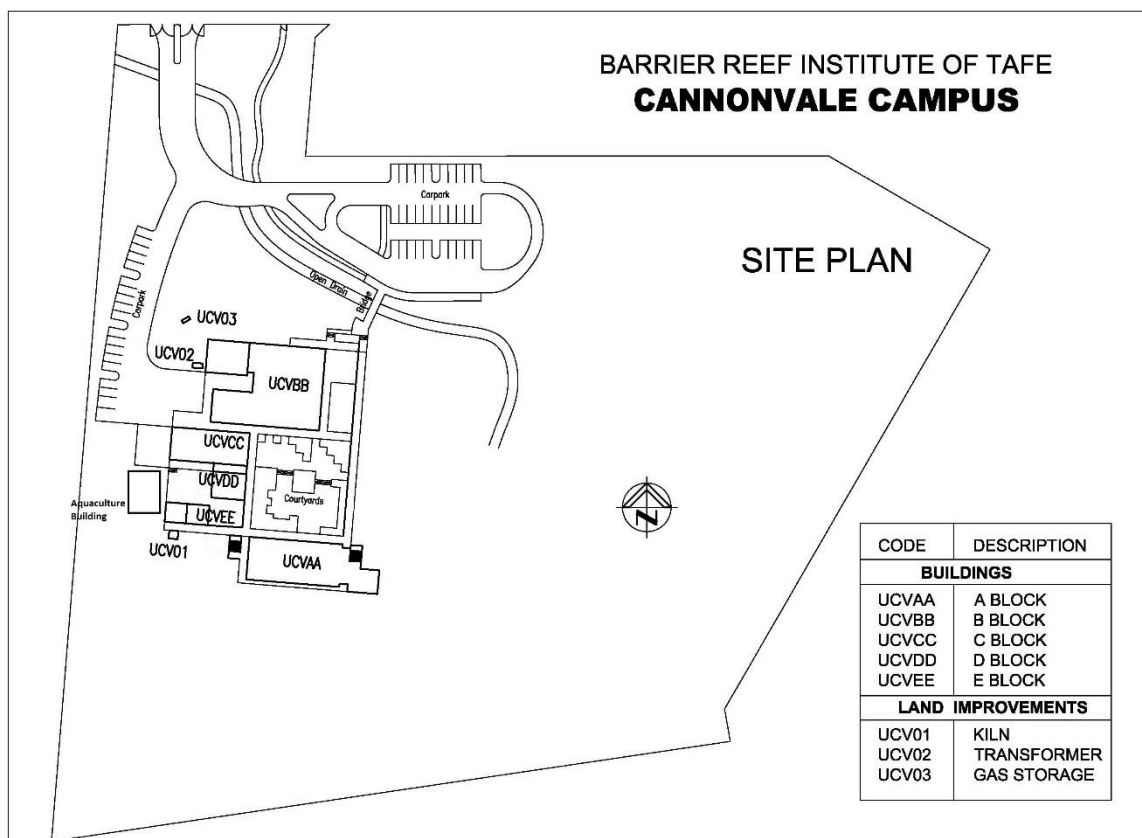 BARRIER REEF INSTITUTE OF TAFE
CANNONVALE CAMPUS
SITE PLAN
Carpark
Open Drain
Bridge
Carpark
UCV03
UCV02
UCVBB
UCVCC
UCVDD
Aquaculture
Building
Courtyards
UCVEE
UCV01
UCVAA
N
CODE DESCRIPTION
BUILDINGS
UCVAA A BLOCK
UCVBB B BLOCK
UCVCC C BLOCK
UCVDD D BLOCK
UCVEE E BLOCK
LAND IMPROVEMENTS
UCV01 KILN
UCV02 TRANSFORMER
UCV03 GAS STORAGE